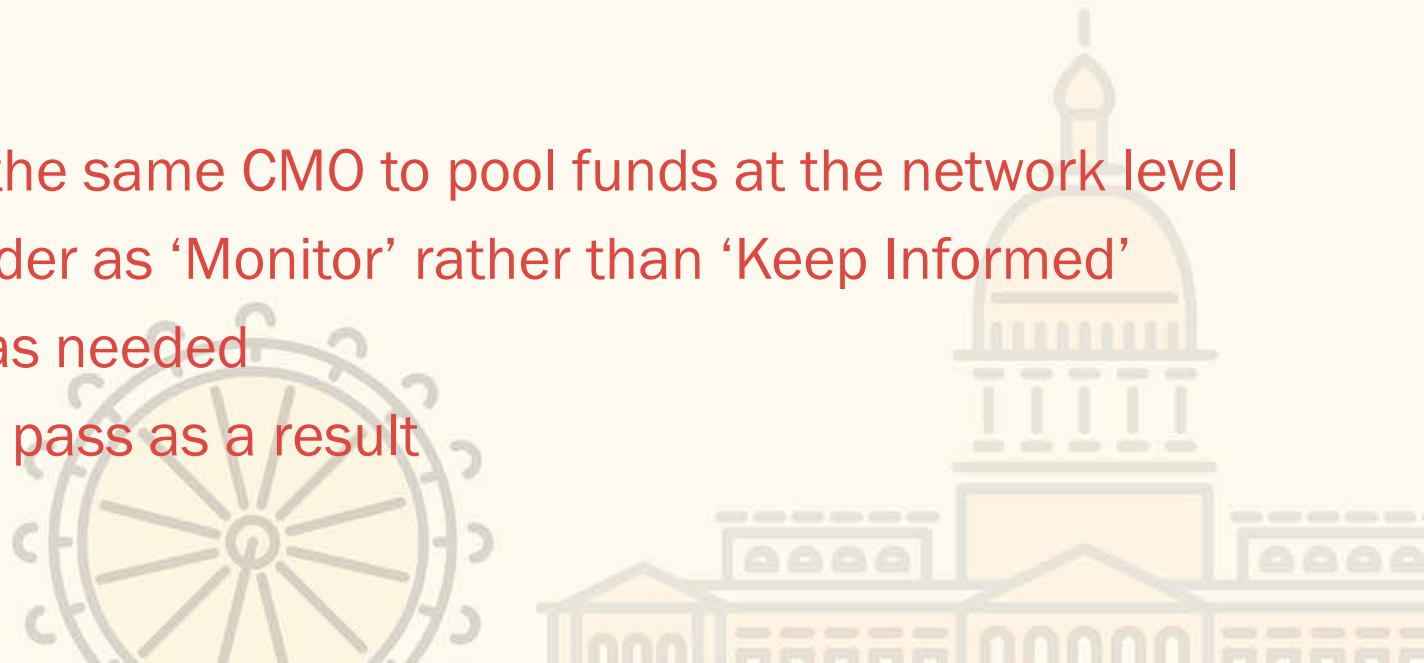 the same CMO to pool funds at the network level
der as ‘Monitor’ rather than ‘Keep Informed’
as needed
pass as a result